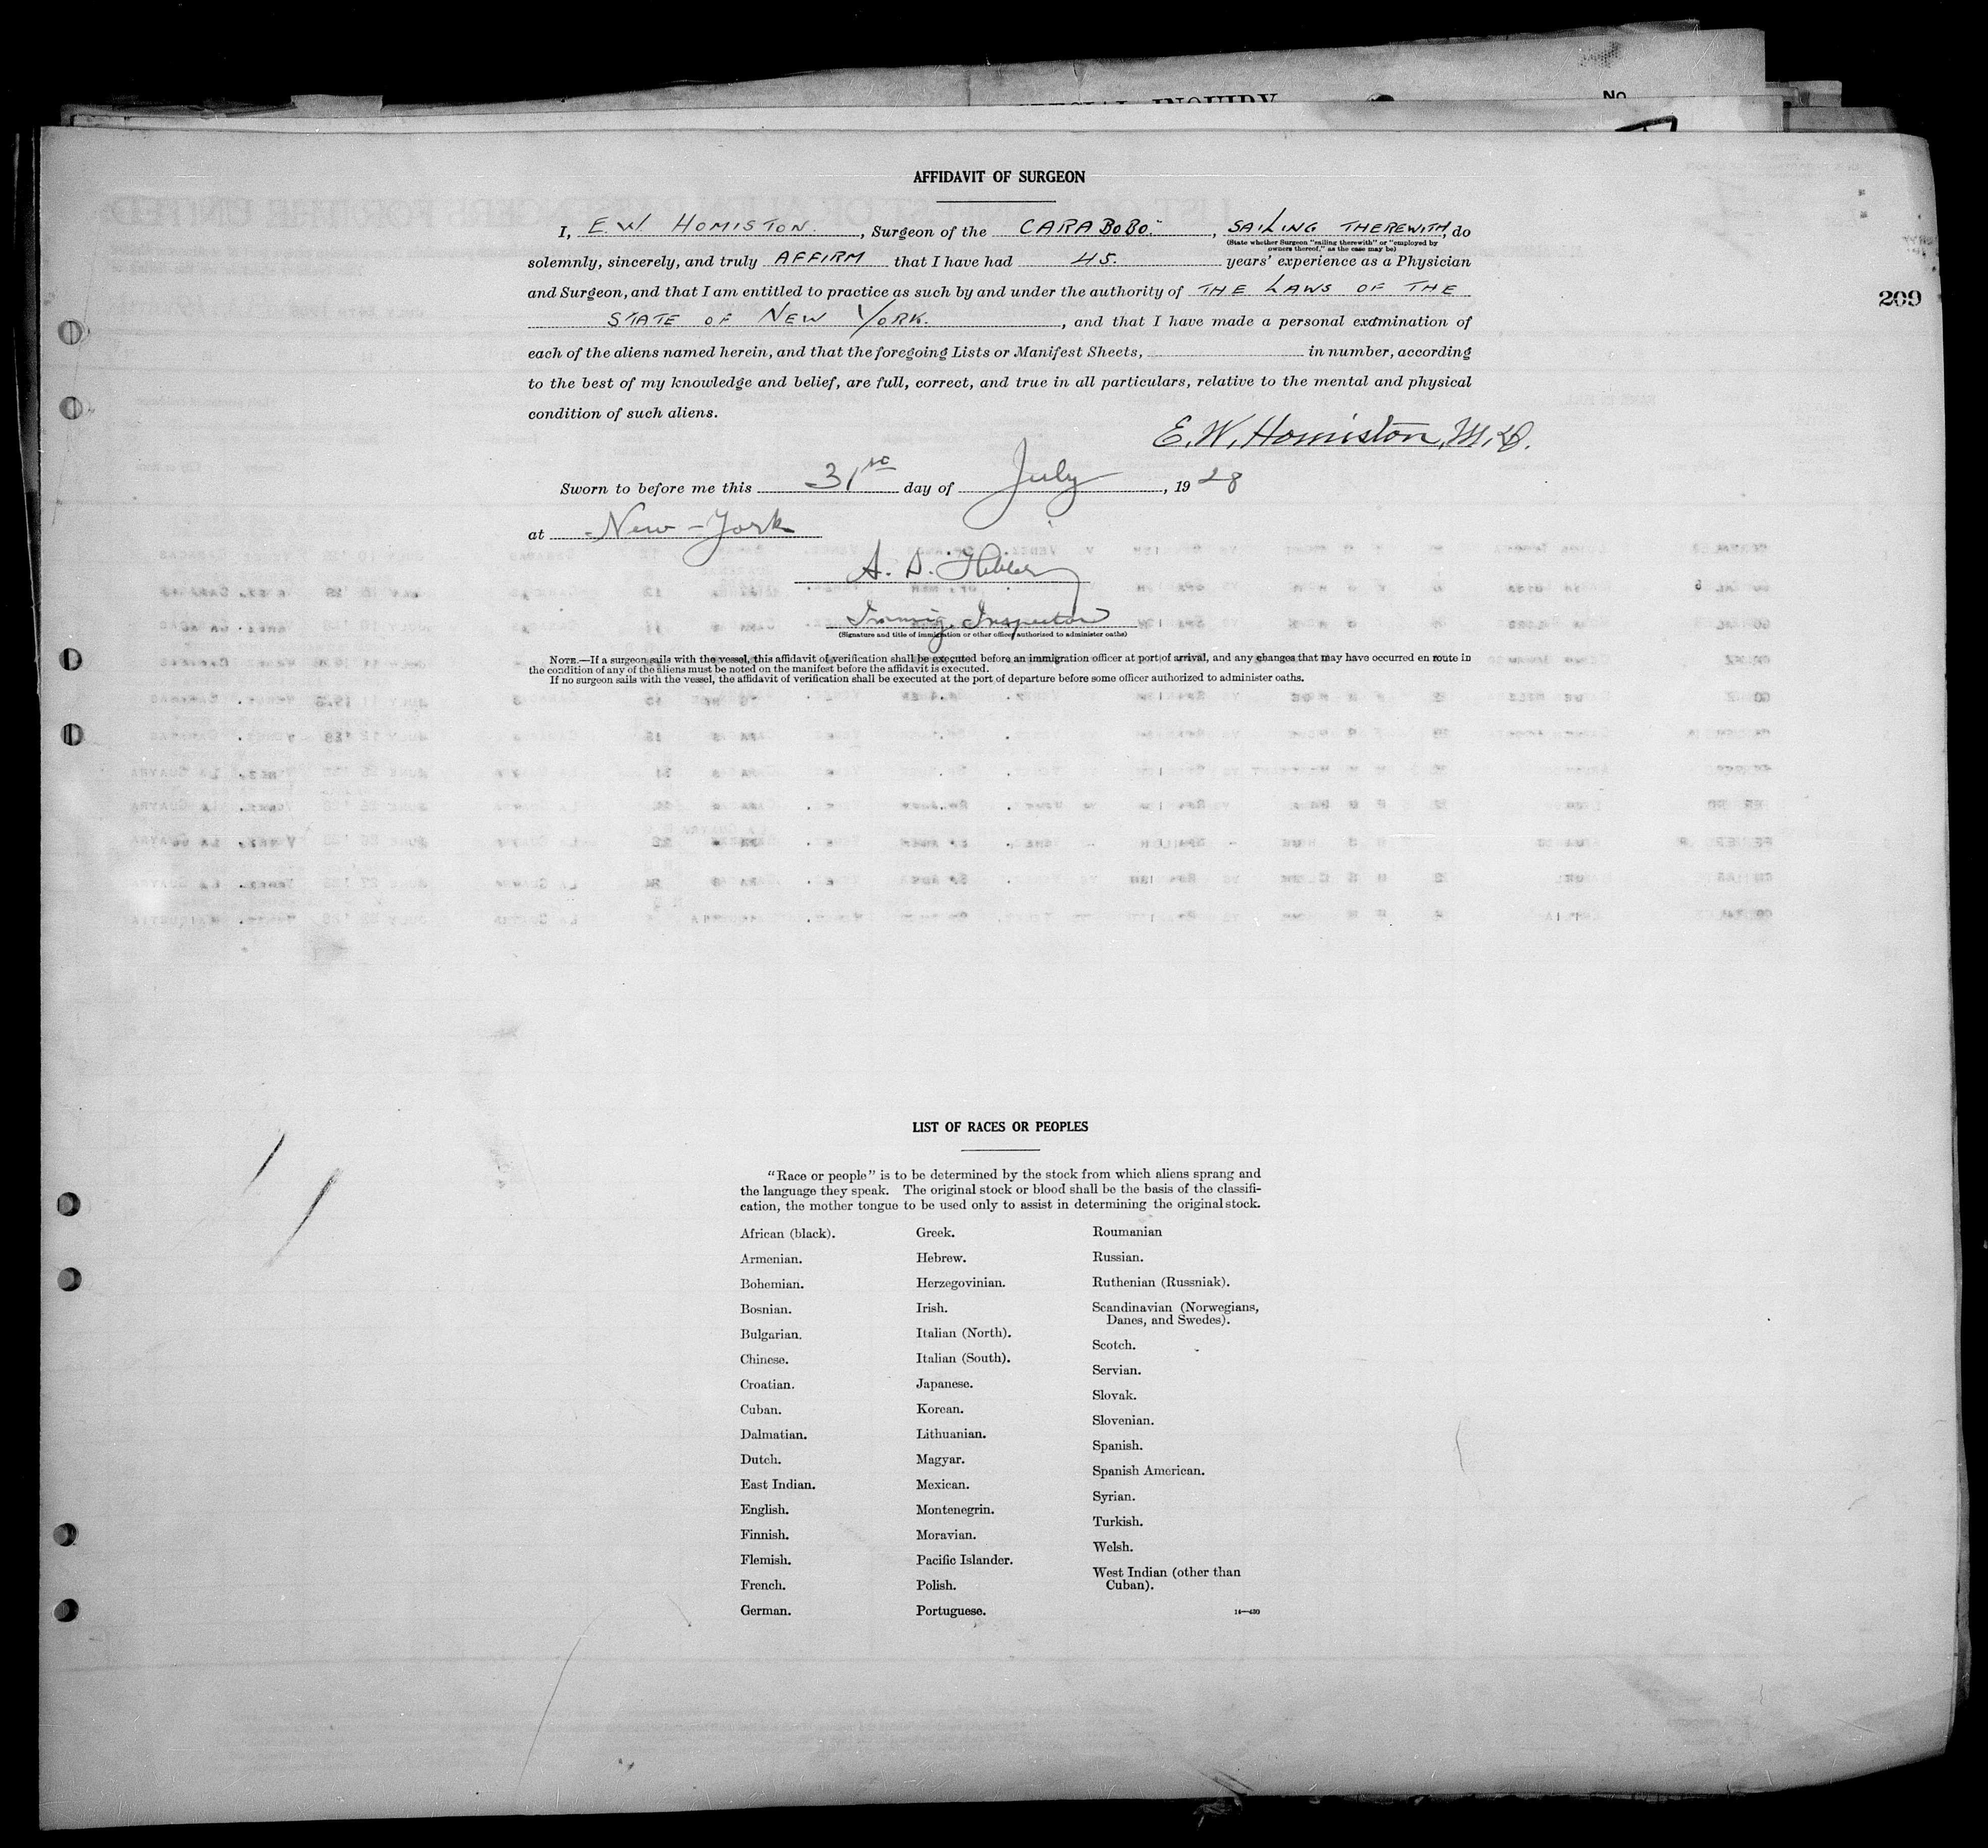 SPECIAL INQUIRY
No.
AFFIDAVIT OF SURGEON
I, E. W. HOMISTON., Surgeon of the CARABOBO., SAILING THEREWITH, do
(State whether Surgeon "sailing therewith" or "employed by
owners thereof," as the case may be)
solemnly, sincerely, and truly AFFIRM that I have had 45. years' experience as a Physician
and Surgeon, and that I am entitled to practice as such by and under the authority of THE LAWS OF THE
209
STATE OF NEW YORK., and that I have made a personal examination of
each of the aliens named herein, and that the foregoing Lists or Manifest Sheets, in number, according
to the best of my knowledge and belief, are full, correct, and true in all particulars, relative to the mental and physical
condition of such aliens.
E. W. Homiston, M.D.
Sworn to before me this 31st day of July, 1928
at New-York
A. D.
Immig. Inspector
(Signature and title of immigration or other officer authorized to administer oaths)
NOTE.—If a surgeon sails with the vessel, this affidavit of verification shall be executed before an immigration officer at port of arrival, and any changes that may have occurred en route in
the condition of any of the aliens must be noted on the manifest before the affidavit is executed.
If no surgeon sails with the vessel, the affidavit of verification shall be executed at the port of departure before some officer authorized to administer oaths.
LIST OF RACES OR PEOPLES
"Race or people" is to be determined by the stock from which aliens sprang and
the language they speak. The original stock or blood shall be the basis of the classifi-
cation, the mother tongue to be used only to assist in determining the original stock.
African (black).
Armenian.
Bohemian.
Bosnian.
Bulgarian.
Chinese.
Croatian.
Cuban.
Dalmatian.
Dutch.
East Indian.
English.
Finnish.
Flemish.
French.
German.
Greek.
Hebrew.
Herzegovinian.
Irish.
Italian (North).
Italian (South).
Japanese.
Korean.
Lithuanian.
Magyar.
Mexican.
Montenegrin.
Moravian.
Pacific Islander.
Polish.
Portuguese.
Roumanian
Russian.
Ruthenian (Russniak).
Scandinavian (Norwegians,
Danes, and Swedes).
Scotch.
Servian.
Slovak.
Slovenian.
Spanish.
Spanish American.
Syrian.
Turkish.
Welsh.
West Indian (other than
Cuban).
14—430